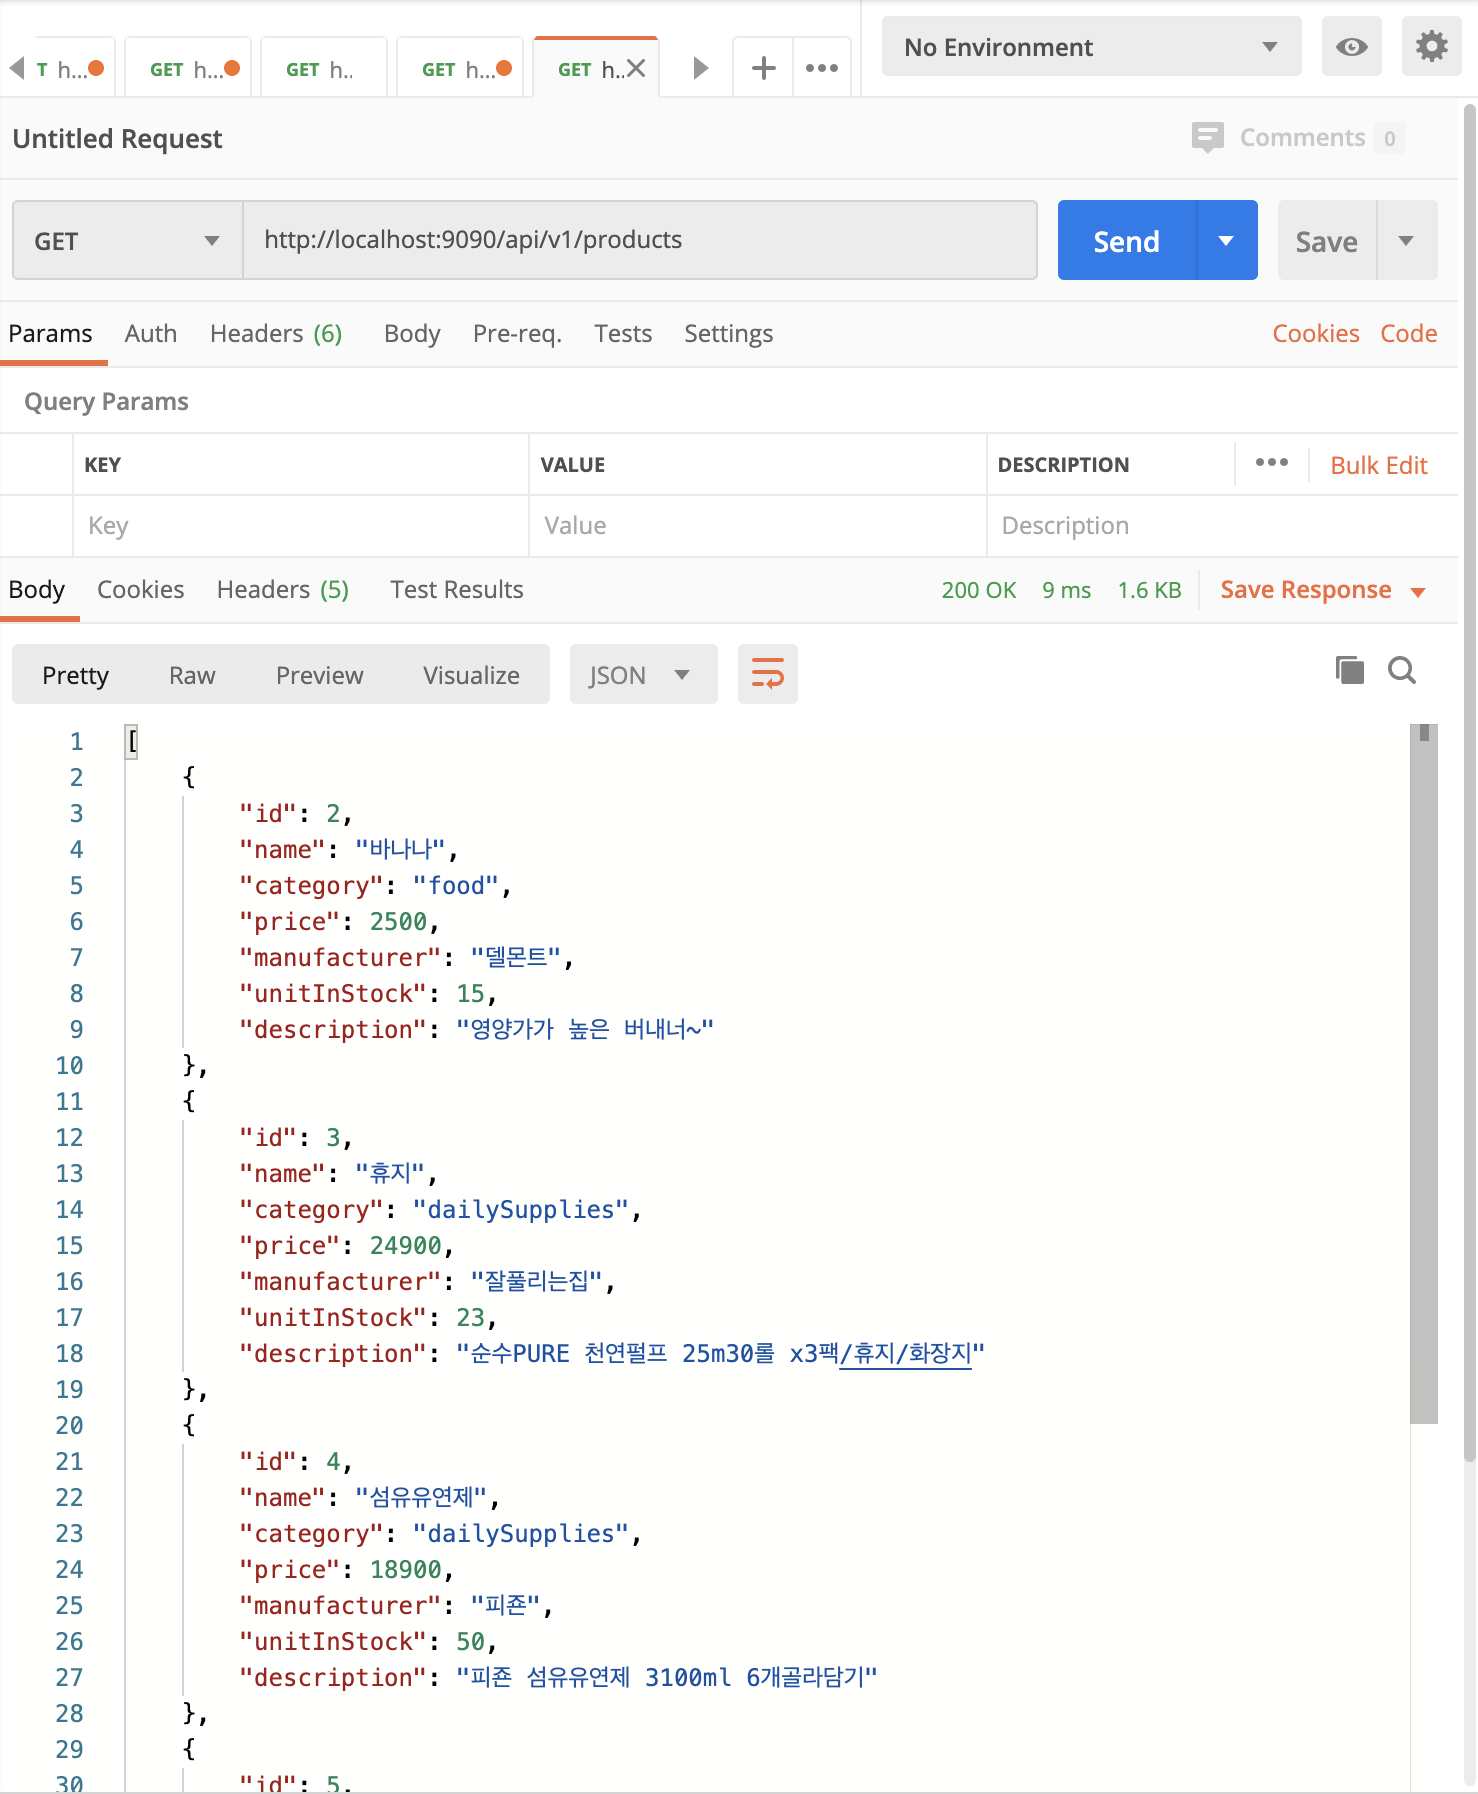 T h...
GET h...
GET h..
GET h...
GET h..
No Environment
Untitled Request
Comments 0
GET http://localhost:9090/api/v1/products Send Save
Params Auth Headers (6) Body Pre-req. Tests Settings Cookies Code
Query Params
KEY VALUE DESCRIPTION Bulk Edit
Key Value Description
Body Cookies Headers (5) Test Results 200 OK 9 ms 1.6 KB Save Response
Pretty Raw Preview Visualize JSON
1 [
2 {
3 "id": 2,
4 "name": "바나나",
5 "category": "food",
6 "price": 2500,
7 "manufacturer": "델몬트",
8 "unitInStock": 15,
9 "description": "영양가가 높은 버내너~"
10 },
11 {
12 "id": 3,
13 "name": "휴지",
14 "category": "dailySupplies",
15 "price": 24900,
16 "manufacturer": "잘풀리는집",
17 "unitInStock": 23,
18 "description": "순수PURE 천연펄프 25m30롤 x3팩/휴지/화장지"
19 },
20 {
21 "id": 4,
22 "name": "섬유유연제",
23 "category": "dailySupplies",
24 "price": 18900,
25 "manufacturer": "피죤",
26 "unitInStock": 50,
27 "description": "피죤 섬유유연제 3100ml 6개골라담기"
28 },
29 {
30 "id": 5,